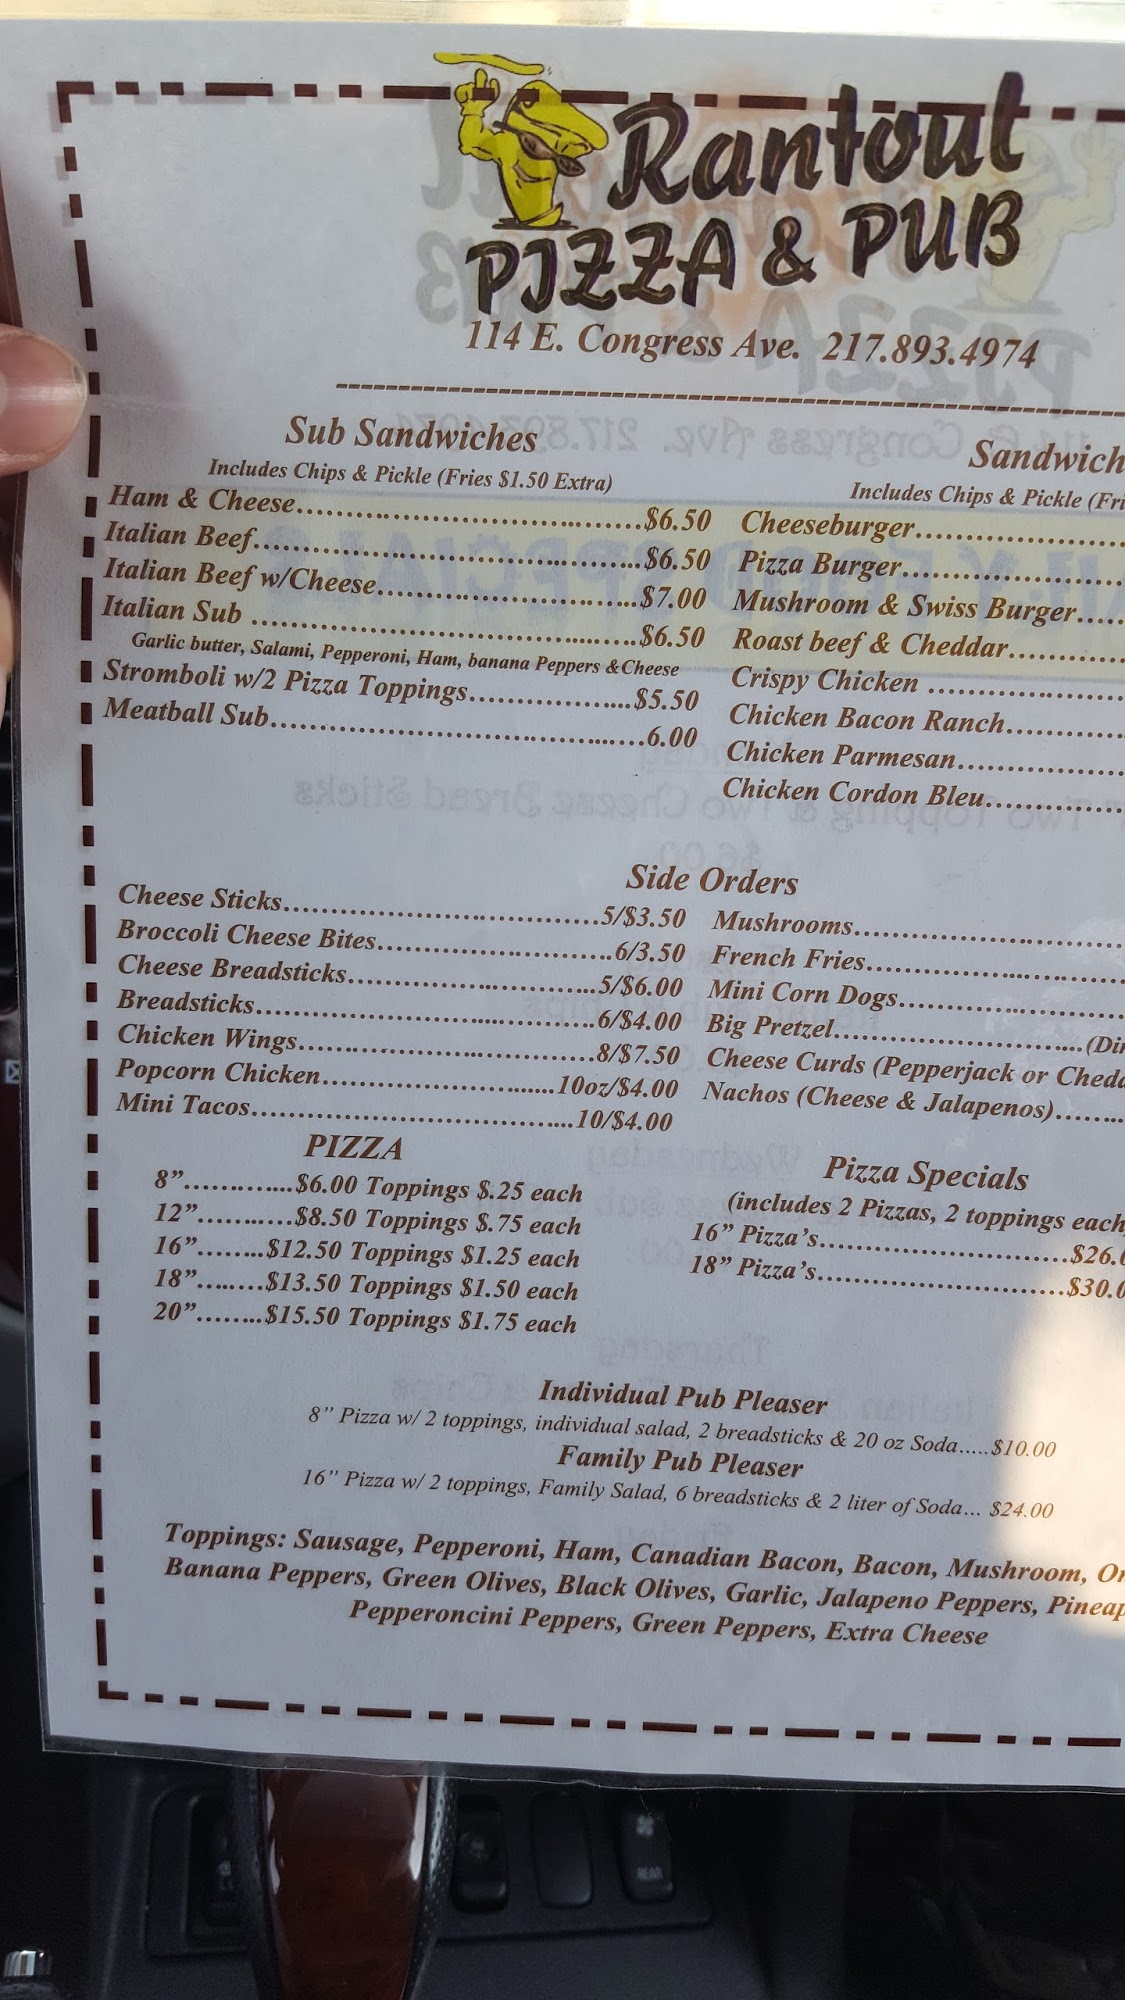 Rantoul
PIZZA & PUB
114 E. Congress Ave. 217.893.4974
Sub Sandwiches
Includes Chips & Pickle (Fries $1.50 Extra)
Ham & Cheese.....$6.50
Italian Beef.....$6.50
Italian Beef w/Cheese.....$7.00
Italian Sub .....$6.50
Garlic butter, Salami, Pepperoni, Ham, banana Peppers &Cheese
Stromboli w/2 Pizza Toppings.....$5.50
Meatball Sub.....6.00
Sandwich
Includes Chips & Pickle (Fri
Cheeseburger.....
Pizza Burger.....
Mushroom & Swiss Burger.....
Roast beef & Cheddar.....
Crispy Chicken .....
Chicken Bacon Ranch.....
Chicken Parmesan.....
Chicken Cordon Bleu.....
Side Orders
Cheese Sticks.....5/$3.50
Broccoli Cheese Bites.....6/3.50
Cheese Breadsticks.....5/$6.00
Breadsticks.....6/$4.00
Chicken Wings.....8/$7.50
Popcorn Chicken.....10oz/$4.00
Mini Tacos.....10/$4.00
Mushrooms.....
French Fries.....
Mini Corn Dogs.....
Big Pretzel.....(Di
Cheese Curds (Pepperjack or Chedd
Nachos (Cheese & Jalapenos).....
PIZZA
8”.....$6.00 Toppings $.25 each
12”.....$8.50 Toppings $.75 each
16”.....$12.50 Toppings $1.25 each
18”.....$13.50 Toppings $1.50 each
20”.....$15.50 Toppings $1.75 each
Pizza Specials
(includes 2 Pizzas, 2 toppings each
16” Pizza’s.....$26.
18” Pizza’s.....$30.0
Individual Pub Pleaser
8” Pizza w/ 2 toppings, individual salad, 2 breadsticks & 20 oz Soda.....$10.00
Family Pub Pleaser
16” Pizza w/ 2 toppings, Family Salad, 6 breadsticks & 2 liter of Soda... $24.00
Toppings: Sausage, Pepperoni, Ham, Canadian Bacon, Bacon, Mushroom, On
Banana Peppers, Green Olives, Black Olives, Garlic, Jalapeno Peppers, Pineap
Pepperoncini Peppers, Green Peppers, Extra Cheese
REAR